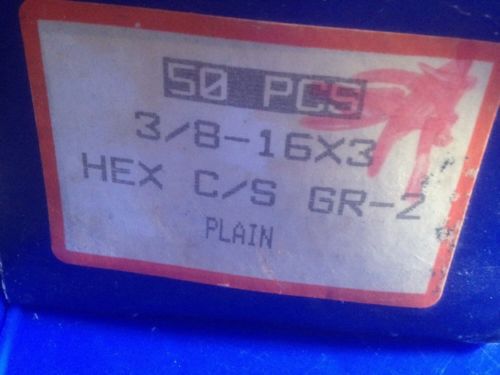 50 PCS
3/8-16X3
HEX C/S GR-2
PLAIN